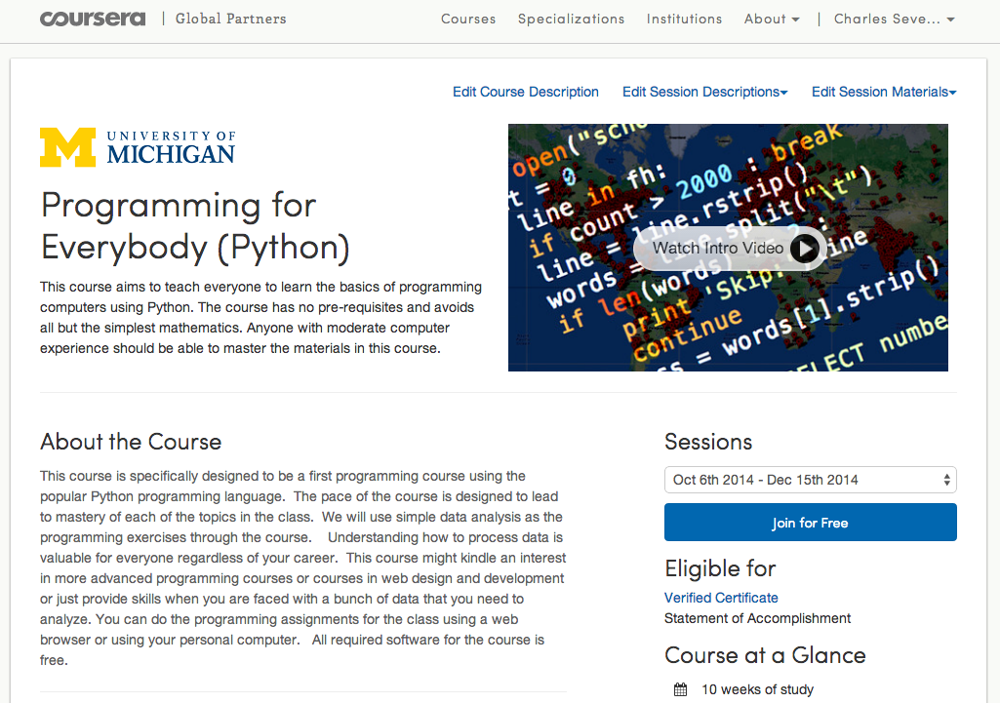 coursera | Global Partners
Courses Specializations Institutions About | Charles Seve...
Edit Course Description Edit Session Descriptions Edit Session Materials
UNIVERSITY OF
MICHIGAN
Programming for
Everybody (Python)
This course aims to teach everyone to learn the basics of programming
computers using Python. The course has no pre-requisites and avoids
all but the simplest mathematics. Anyone with moderate computer
experience should be able to master the materials in this course.
open("scho
t = 0
line in fh:
if count > 2000 : break
line = line.rstrip()
words = line.split("\t")
if len(words)
print 'Skip: line
continue
ss = words[1].strip()
SELECT numbe
Watch Intro Video
About the Course
This course is specifically designed to be a first programming course using the
popular Python programming language. The pace of the course is designed to lead
to mastery of each of the topics in the class. We will use simple data analysis as the
programming exercises through the course. Understanding how to process data is
valuable for everyone regardless of your career. This course might kindle an interest
in more advanced programming courses or courses in web design and development
or just provide skills when you are faced with a bunch of data that you need to
analyze. You can do the programming assignments for the class using a web
browser or using your personal computer. All required software for the course is
free.
Sessions
Oct 6th 2014 - Dec 15th 2014
Join for Free
Eligible for
Verified Certificate
Statement of Accomplishment
Course at a Glance
10 weeks of study